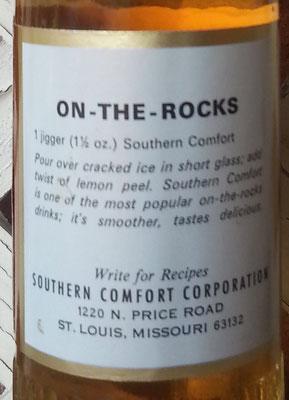 ON-THE-ROCKS
1 jigger (1½ oz.) Southern Comfort
Pour over cracked ice in short glass; add
twist of lemon peel. Southern Comfort
is one of the most popular on-the-rocks
drinks; it's smoother, tastes delicious.
Write for Recipes
SOUTHERN COMFORT CORPORATION
1220 N. PRICE ROAD
ST. LOUIS, MISSOURI 63132